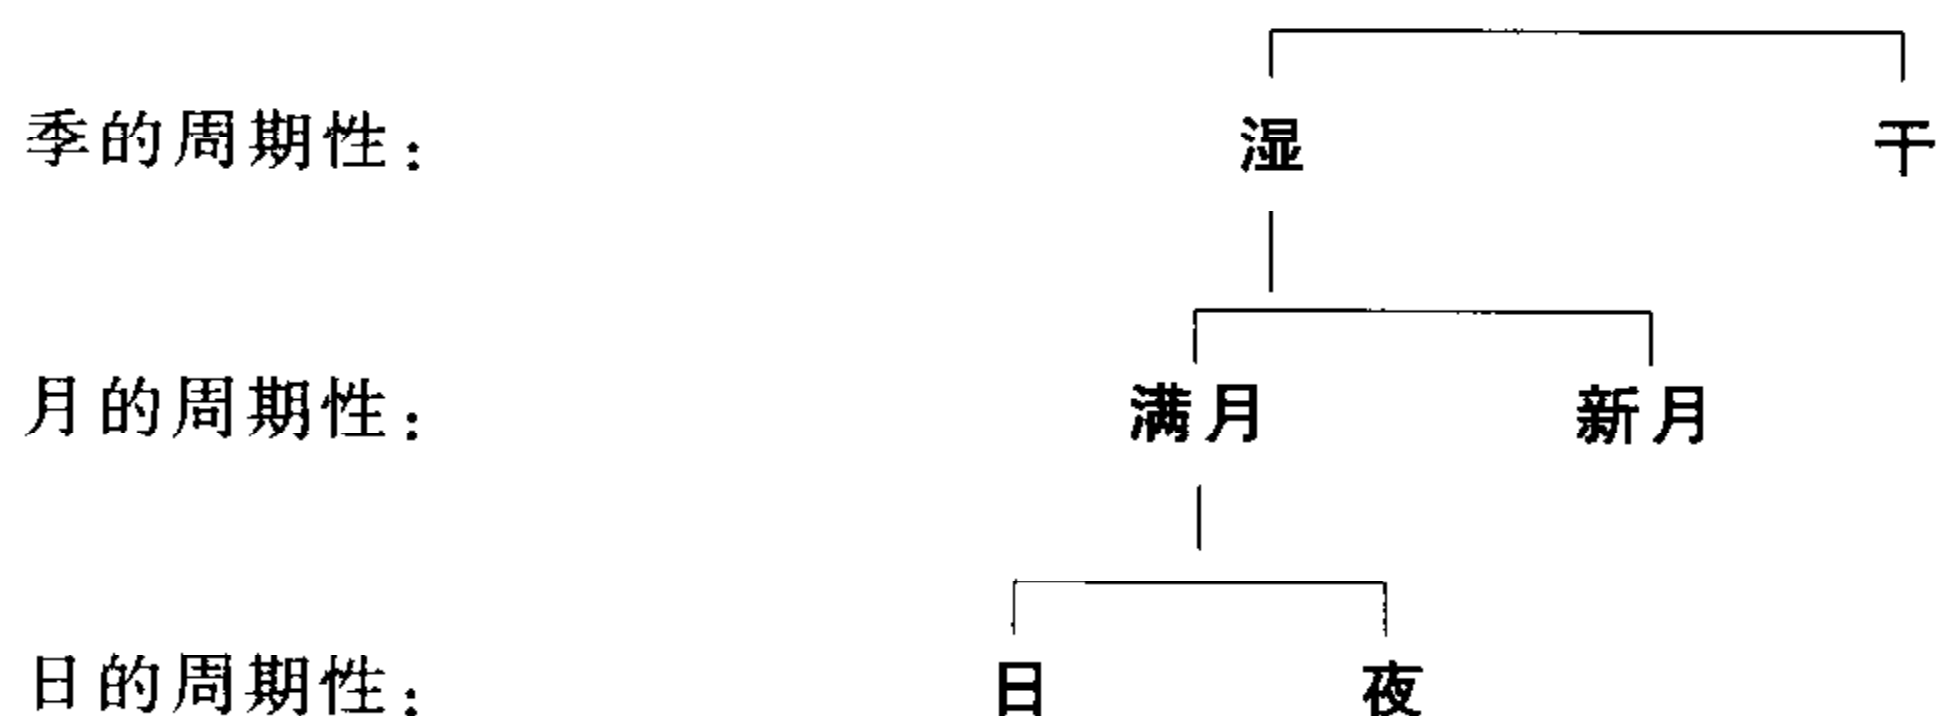 季的周期性： 湿 干
月的周期性： 满月 新月
日的周期性： 日 夜